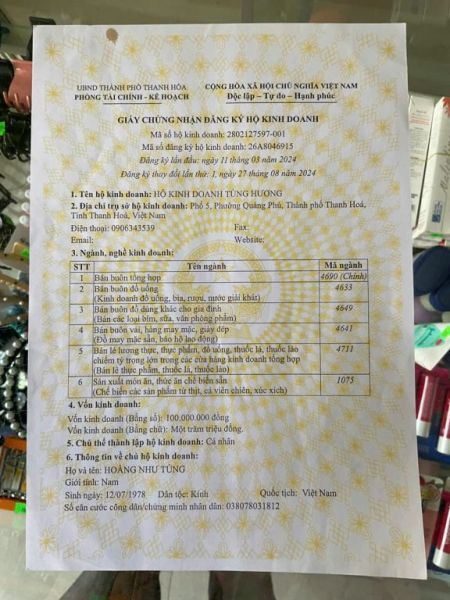 UBND THÀNH PHỐ THANH HÓA
PHÒNG TÀI CHÍNH - KẾ HOẠCH
CỘNG HÒA XÃ HỘI CHỦ NGHĨA VIỆT NAM
Độc lập – Tự do – Hạnh phúc
GIẤY CHỨNG NHẬN ĐĂNG KÝ HỘ KINH DOANH
Mã số hộ kinh doanh: 2802127597-001
Mã số đăng ký hộ kinh doanh: 26A8046915
Đăng ký lần đầu: ngày 11 tháng 03 năm 2024
Đăng ký thay đổi lần thứ: 1, ngày 27 tháng 08 năm 2024
1. Tên hộ kinh doanh: HỘ KINH DOANH TÙNG HƯƠNG
2. Địa chỉ trụ sở hộ kinh doanh: Phố 5, Phường Quảng Phú, Thành phố Thanh Hoá,
Tỉnh Thanh Hoá, Việt Nam
Điện thoại: 0906343539 Fax:
Email: Website:
3. Ngành, nghề kinh doanh:
STT Tên ngành Mã ngành
1 Bán buôn tổng hợp 4690 (Chính)
2 Bán buôn đồ uống 4633
(Kinh doanh đồ uống, bia, rượu, nước giải khát)
3 Bán buôn đồ dùng khác cho gia đình 4649
(Bán các loại bỉm, sữa, văn phòng phẩm)
4 Bán buôn vải, hàng may mặc, giày dép 4641
(Đồ may mặc sẵn, bảo hộ lao động)
5 Bán lẻ lương thực, thực phẩm, đồ uống, thuốc lá, thuốc lào 4711
chiếm tỷ trọng lớn trong các cửa hàng kinh doanh tổng hợp
(Bán lẻ thực phẩm, thuốc lá, thuốc lào)
6 Sản xuất món ăn, thức ăn chế biến sẵn 1075
(Chế biến các sản phẩm từ thịt, cá viên chiên, xúc xích)
4. Vốn kinh doanh:
Vốn kinh doanh (Bằng số): 100.000.000 đồng
Vốn kinh doanh (Bằng chữ): Một trăm triệu đồng.
5. Chủ thể thành lập hộ kinh doanh: Cá nhân
6. Thông tin về chủ hộ kinh doanh:
Họ và tên: HOÀNG NHƯ TÙNG
Giới tính: Nam
Sinh ngày: 12/07/1978 Dân tộc: Kinh Quốc tịch: Việt Nam
Số căn cước công dân/chứng minh nhân dân: 038078031812